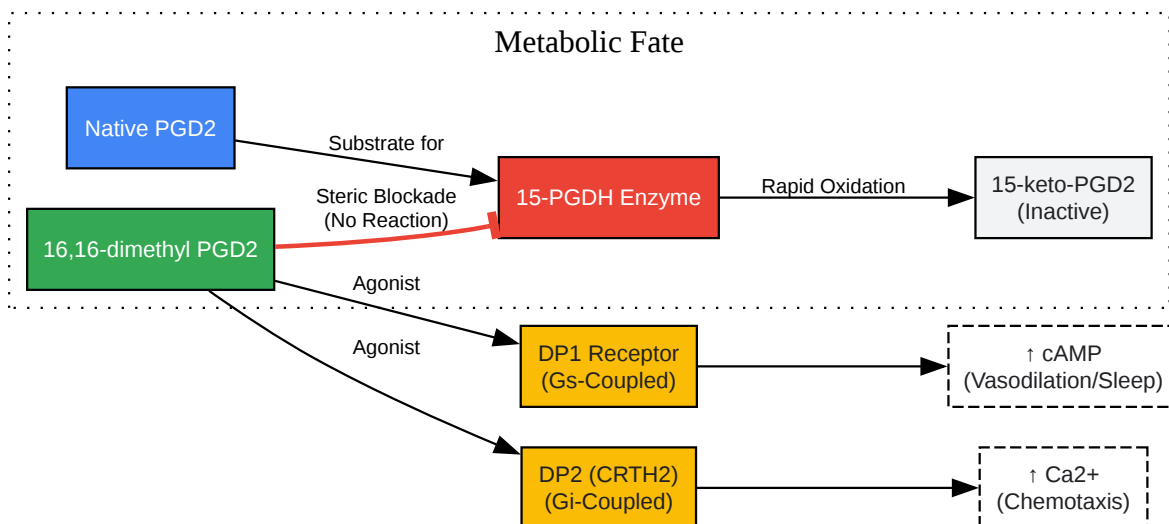 Metabolic Fate
Native PGD2
Substrate for
Steric Blockade
(No Reaction)
15-PGDH Enzyme
Rapid Oxidation
15-keto-PGD2
(Inactive)
16,16-dimethyl PGD2
Agonist
Agonist
DP1 Receptor
(Gs-Coupled)
↑ cAMP
(Vasodilation/Sleep)
DP2 (CRTH2)
(Gi-Coupled)
↑ Ca2+
(Chemotaxis)